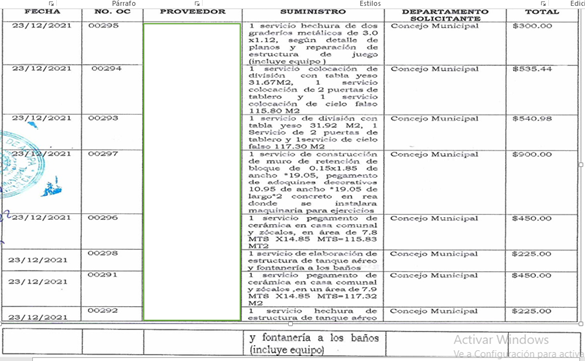 Párrafo
Estilos
Edici
FECHA NO. OC PROVEEDOR SUMINISTRO DEPARTAMENTO SOLICITANTE TOTAL
23/12/2021 00295 1 servicio hechura de dos Concejo Municipal $300.00
graderíos metálicos de 3.0
x1.12, según detalle de
planos y reparación de
estructura de juego
(incluye equipo )
23/12/2021 00294 1 servicio colocación de Concejo Municipal $535.44
división con tabla yeso
31.67M2, 1 servicio
colocación de 2 puertas de
tablero y 1 servicio
colocación de cielo falso
115.80 M2
23/12/2021 00293 1 servicio de división con Concejo Municipal $540.98
tabla yeso 31.92 M2, 1
Servicio de 2 puertas de
tablero y 1servicio de cielo
falso 117.30 M2
23/12/2021 00297 1 servicio de construcción Concejo Municipal $900.00
de muro de retención de
bloque de 0.15x1.85 de
ancho *19.05, pegamento
de adoquines decorativos
10.95 de ancho *19.05 de
largo*2 concreto en rea
donde se instalara
maquinaria para ejercicios
23/12/2021 00296 1 servicio pegamento de Concejo Municipal $450.00
cerámica en casa comunal
y zócalos, en área de 7.8
MTS X14.85 MTS=115.83
MT2
23/12/2021 00298 1 servicio de elaboración de Concejo Municipal $225.00
estructura de tanque aéreo
y fontanería a los baños
23/12/2021 00291 1 servicio pegamento de Concejo Municipal $450.00
cerámica en casa comunal
y zócalos ,en un área de 7.9
MTS X14.85 MTS=117.32
M2
23/12/2021 00292 1 servicio hechura de Concejo Municipal $225.00
estructura de tanque aéreo
y fontanería a los baños
(incluye equipo)
Activar Windows
Ve a Configuración para activa